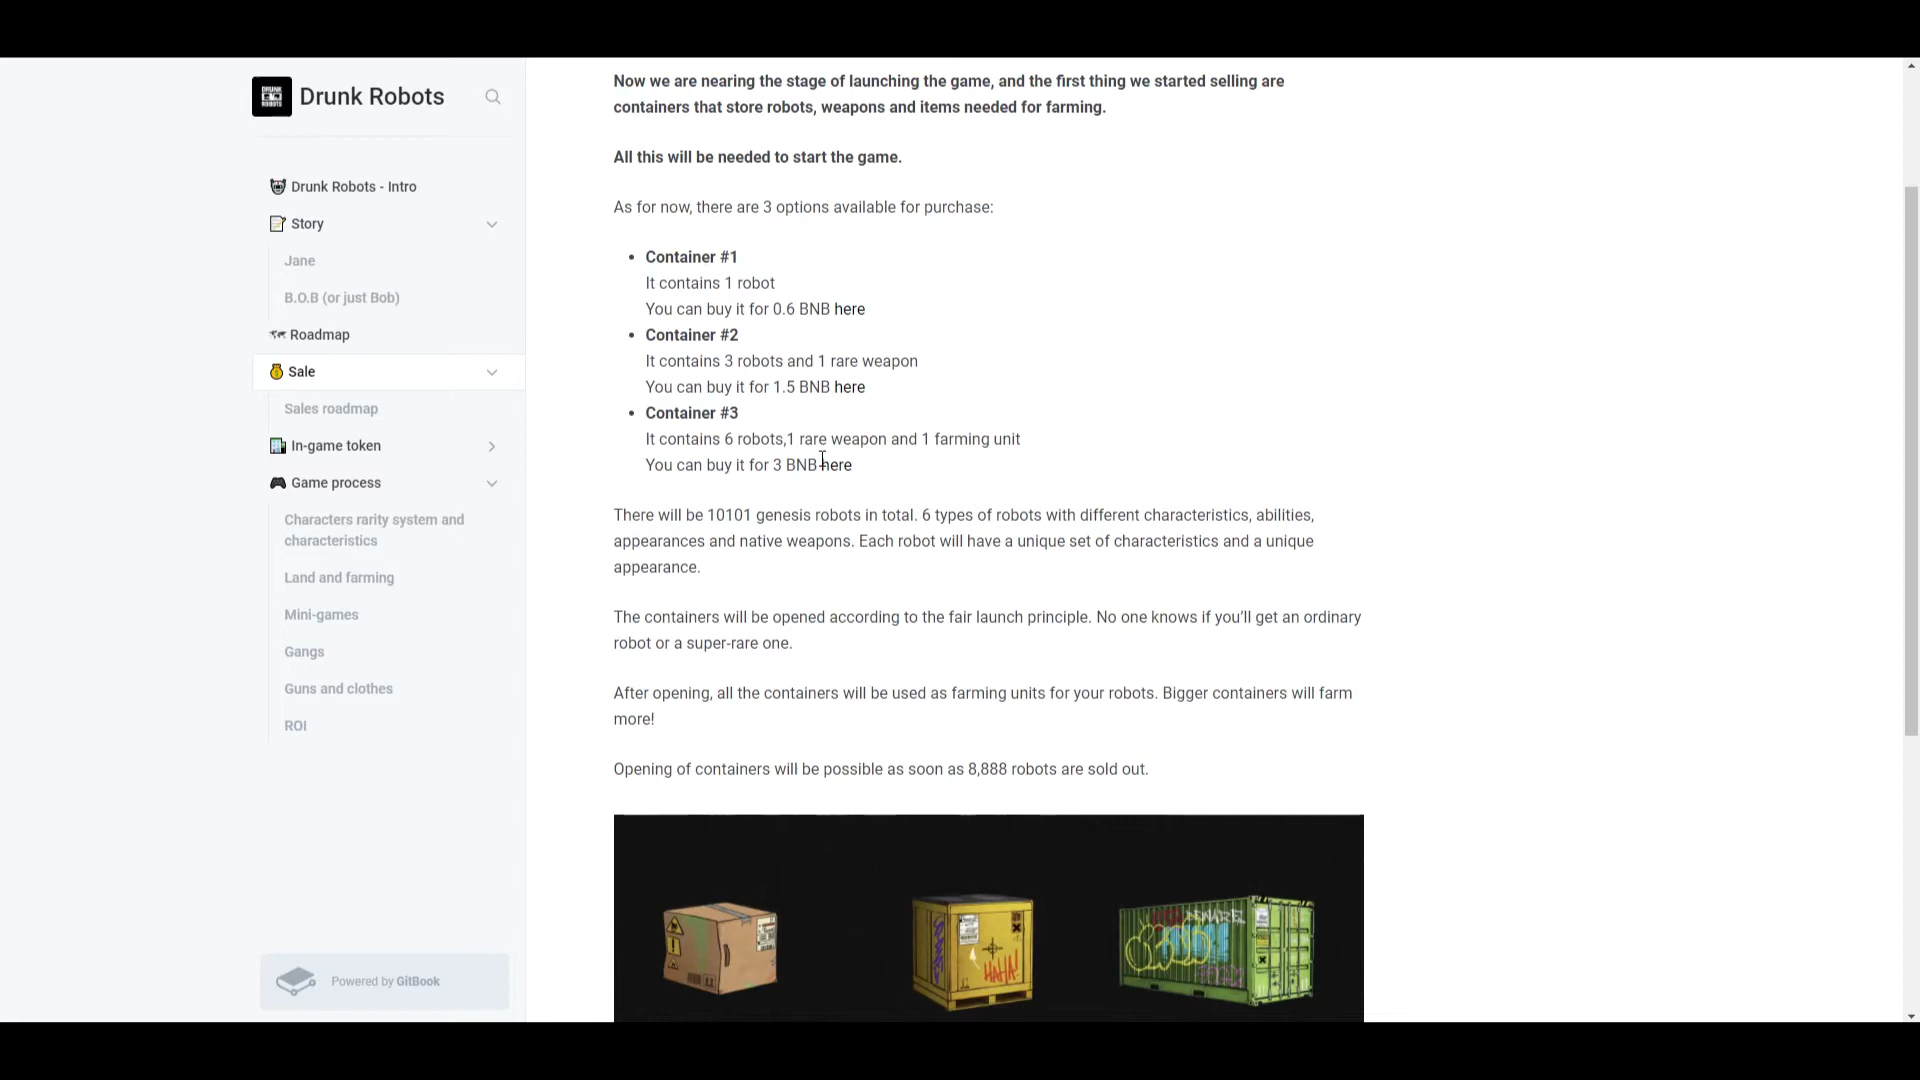 Drunk Robots
Drunk Robots - Intro
Story
Jane
B.O.B (or just Bob)
Roadmap
Sale
Sales roadmap
In-game token
Game process
Characters rarity system and
characteristics
Land and farming
Mini-games
Gangs
Guns and clothes
ROI
Powered by GitBook
Now we are nearing the stage of launching the game, and the first thing we started selling are
containers that store robots, weapons and items needed for farming.
All this will be needed to start the game.
As for now, there are 3 options available for purchase:
• Container #1
It contains 1 robot
You can buy it for 0.6 BNB here
• Container #2
It contains 3 robots and 1 rare weapon
You can buy it for 1.5 BNB here
• Container #3
It contains 6 robots,1 rare weapon and 1 farming unit
You can buy it for 3 BNB here
There will be 10101 genesis robots in total. 6 types of robots with different characteristics, abilities,
appearances and native weapons. Each robot will have a unique set of characteristics and a unique
appearance.
The containers will be opened according to the fair launch principle. No one knows if you’ll get an ordinary
robot or a super-rare one.
After opening, all the containers will be used as farming units for your robots. Bigger containers will farm
more!
Opening of containers will be possible as soon as 8,888 robots are sold out.
HAHA!